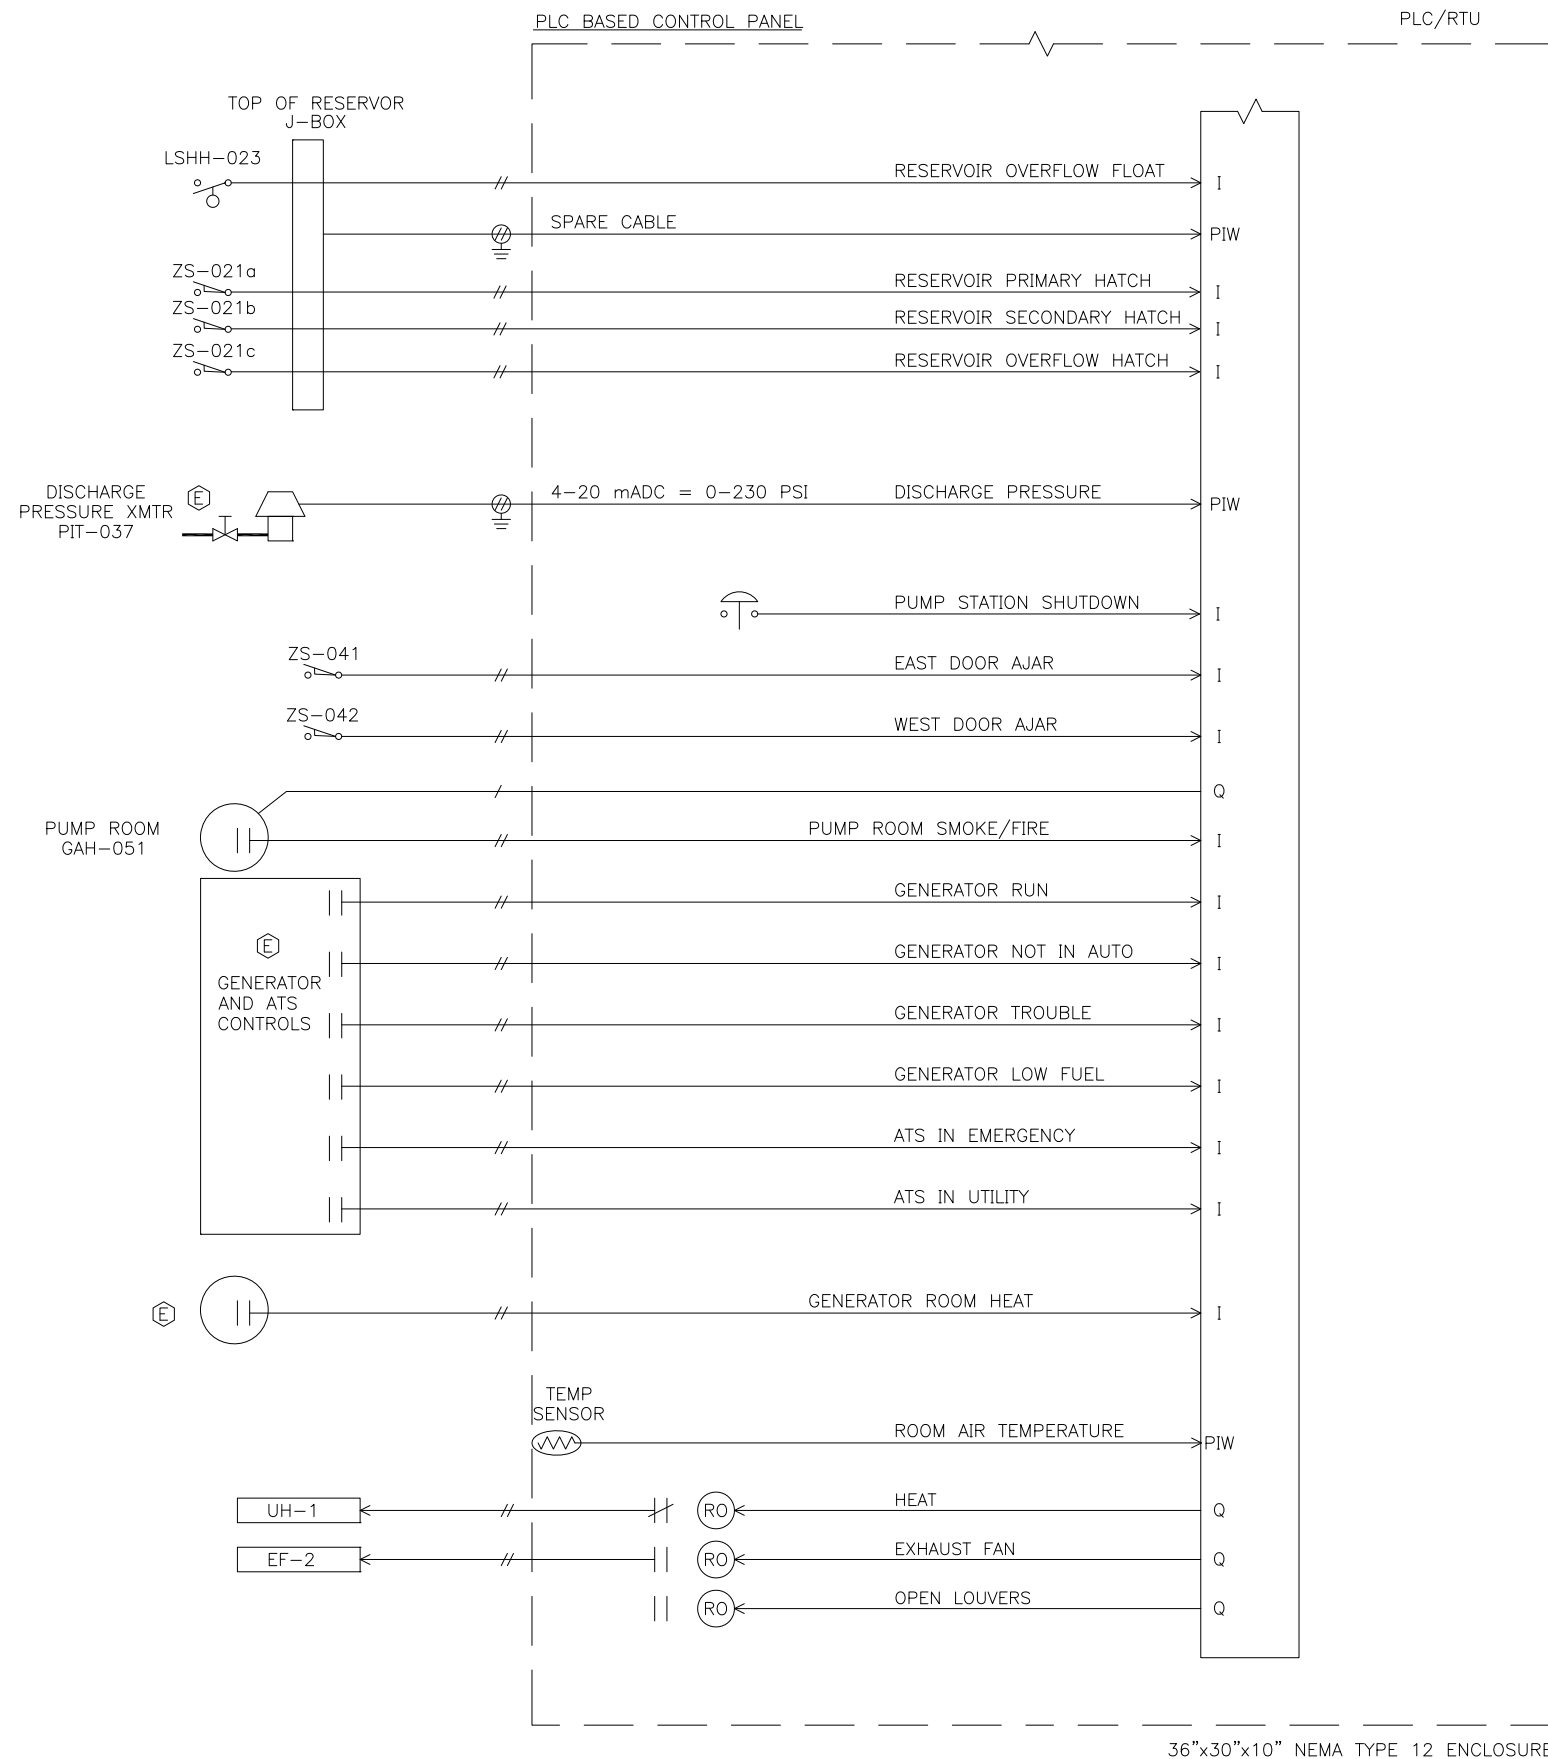 PLC BASED CONTROL PANEL
PLC/RTU
TOP OF RESERVOR
J-BOX
LSHH-023
RESERVOIR OVERFLOW FLOAT
I
SPARE CABLE
PIW
ZS-021a
RESERVOIR PRIMARY HATCH
I
ZS-021b
RESERVOIR SECONDARY HATCH
I
ZS-021c
RESERVOIR OVERFLOW HATCH
I
DISCHARGE
PRESSURE XMTR
PIT-037
E
4-20 mADC = 0-230 PSI
DISCHARGE PRESSURE
PIW
PUMP STATION SHUTDOWN
I
ZS-041
EAST DOOR AJAR
I
ZS-042
WEST DOOR AJAR
I
Q
PUMP ROOM
GAH-051
PUMP ROOM SMOKE/FIRE
I
GENERATOR RUN
I
E
GENERATOR
AND ATS
CONTROLS
GENERATOR NOT IN AUTO
I
GENERATOR TROUBLE
I
GENERATOR LOW FUEL
I
ATS IN EMERGENCY
I
ATS IN UTILITY
I
E
GENERATOR ROOM HEAT
I
TEMP
SENSOR
ROOM AIR TEMPERATURE
PIW
UH-1
RO
HEAT
Q
EF-2
RO
EXHAUST FAN
Q
RO
OPEN LOUVERS
Q
36"x30"x10" NEMA TYPE 12 ENCLOSURE